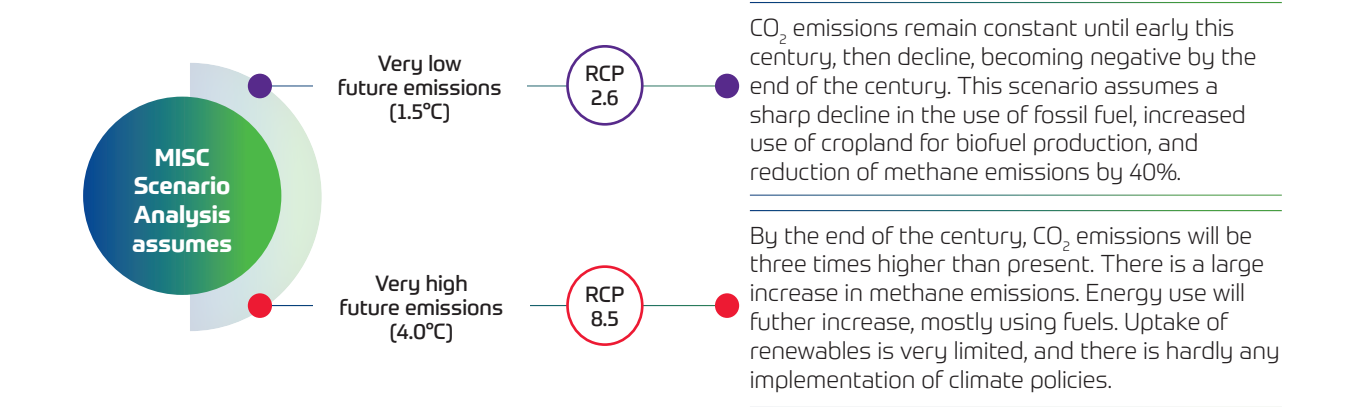 MISC
Scenario
Analysis
assumes
Very low
future emissions
(1.5°C)
RCP
2.6
CO₂ emissions remain constant until early this
century, then decline, becoming negative by the
end of the century. This scenario assumes a
sharp decline in the use of fossil fuel, increased
use of cropland for biofuel production, and
reduction of methane emissions by 40%.
Very high
future emissions
(4.0°C)
RCP
8.5
By the end of the century, CO₂ emissions will be
three times higher than present. There is a large
increase in methane emissions. Energy use will
futher increase, mostly using fuels. Uptake of
renewables is very limited, and there is hardly any
implementation of climate policies.